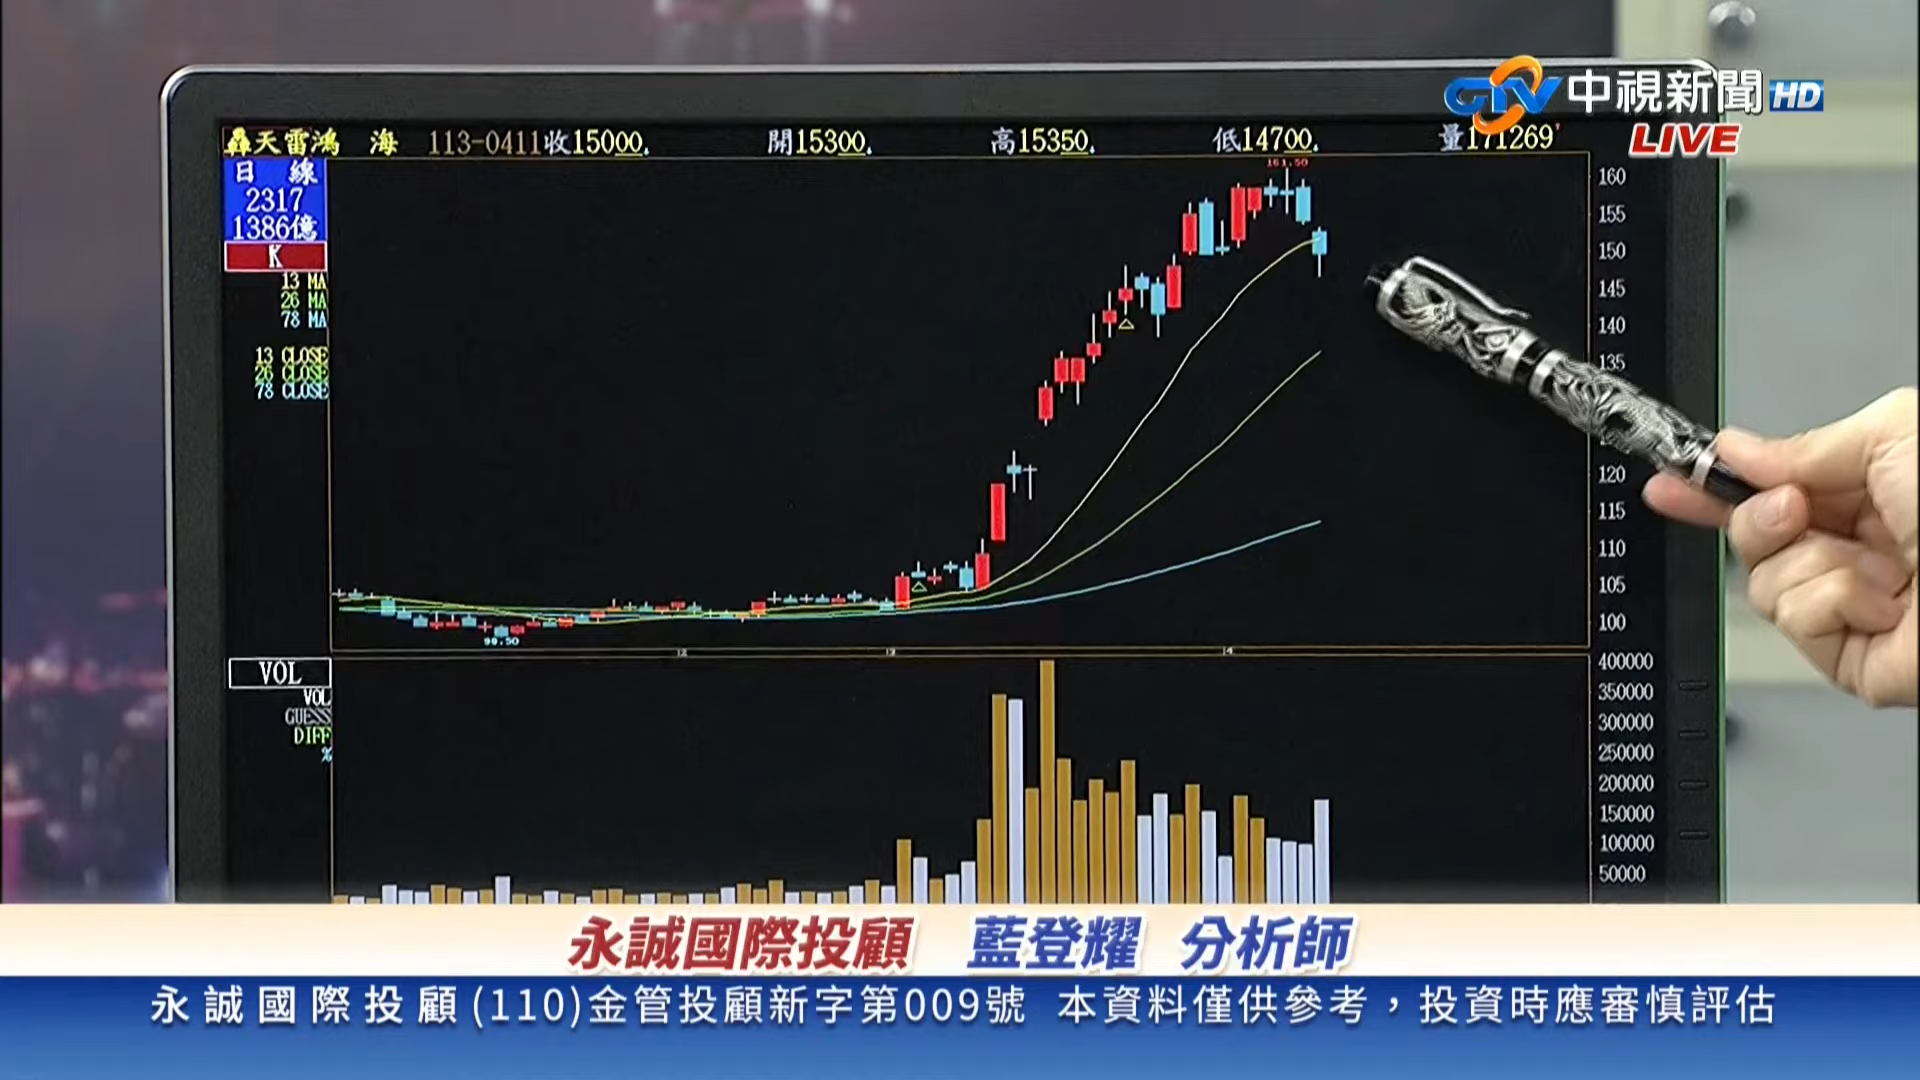 CTV 中視新聞 HD
LIVE
轟天雷鴻 海 113-0411收15000. 開15300. 高15350. 低14700. 量171269'
日 線
2317
1386億
K
13 MA
26 MA
78 MA
13 CLOSE
26 CLOSE
78 CLOSE
161.50
160
155
150
145
140
135
120
115
110
105
100
VOL
VOL
GUESS
DIFF
%
400000
350000
300000
250000
200000
150000
100000
50000
永誠國際投顧 藍登耀 分析師
永誠國際投顧(110)金管投顧新字第009號 本資料僅供參考，投資時應審慎評估